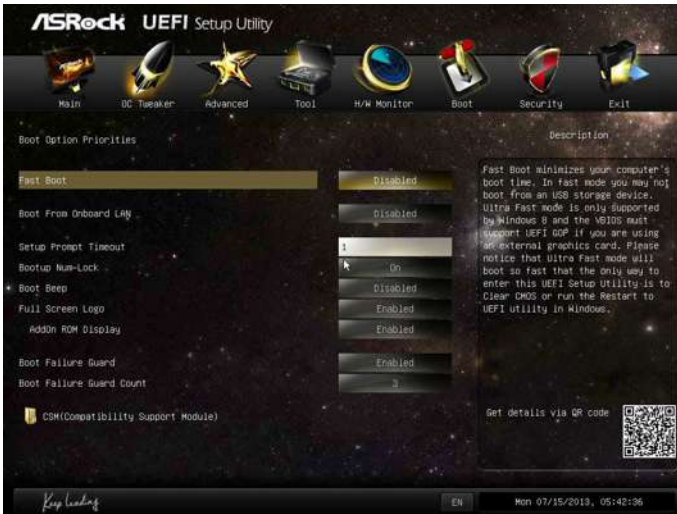 ASRock UEFI Setup Utility
Main OC Tweaker Advanced Tool H/W Monitor Boot Security Exit
Boot Option Priorities
Description
Fast Boot Disabled
Boot From Onboard LAN Disabled
Setup Prompt Timeout 1
Bootup Num-Lock On
Boot Beep Disabled
Full Screen Logo Enabled
AddOn ROM Display Enabled
Boot Failure Guard Enabled
Boot Failure Guard Count 3
CSM(Compatibility Support Module)
Fast Boot minimizes your computer's
boot time. In fast mode you may not
boot from an USB storage device.
Ultra Fast mode is only supported
by Windows 8 and the VBIOS must
support UEFI GOP if you are using
an external graphics card. Please
notice that Ultra Fast mode will
boot so fast that the only way to
enter this UEFI Setup Utility is to
Clear CMOS or run the Restart to
UEFI utility in Windows.
Get details via QR code
Keep Leading
EN Mon 07/15/2013, 05:42:36